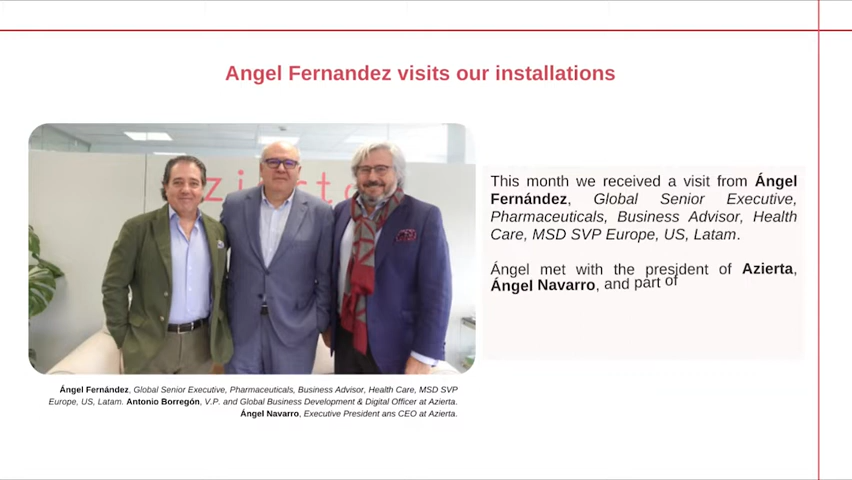 Angel Fernandez visits our installations
This month we received a visit from Ángel
Fernández, Global Senior Executive,
Pharmaceuticals, Business Advisor, Health
Care, MSD SVP Europe, US, Latam.
Ángel met with the president of Azierta,
Ángel Navarro, and part of
Ángel Fernández, Global Senior Executive, Pharmaceuticals, Business Advisor, Health Care, MSD SVP
Europe, US, Latam. Antonio Borregón, V.P. and Global Business Development & Digital Officer at Azierta.
Ángel Navarro, Executive President ans CEO at Azierta.